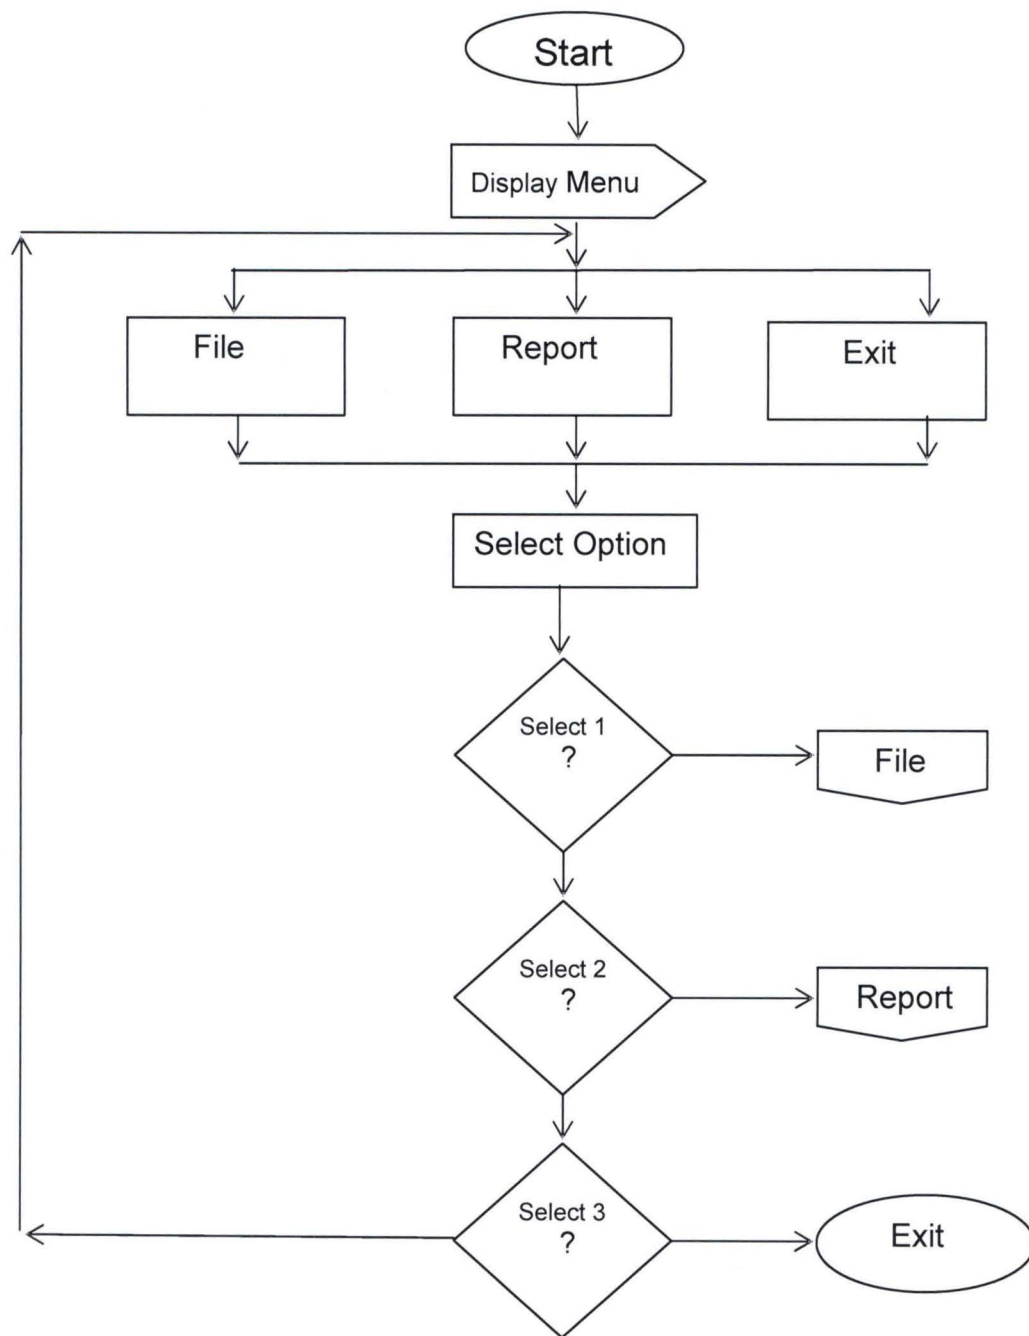 Start
Display Menu
File
Report
Exit
Select Option
Select 1
?
File
Select 2
?
Report
Select 3
?
Exit